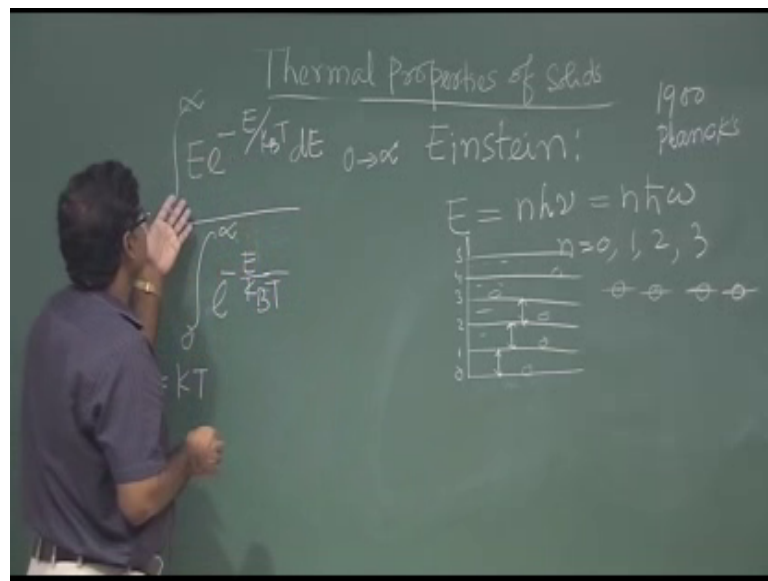 Thermal Properties of Solids
1900
Planck's
∫ ∝ E e^-E/k_BT dE 0→∝
Einstein:
∫ ∝ 0 e^-E/k_BT
= kT
E = nhν = nħω
n=0, 1, 2, 3
5
4
3
2
1
0